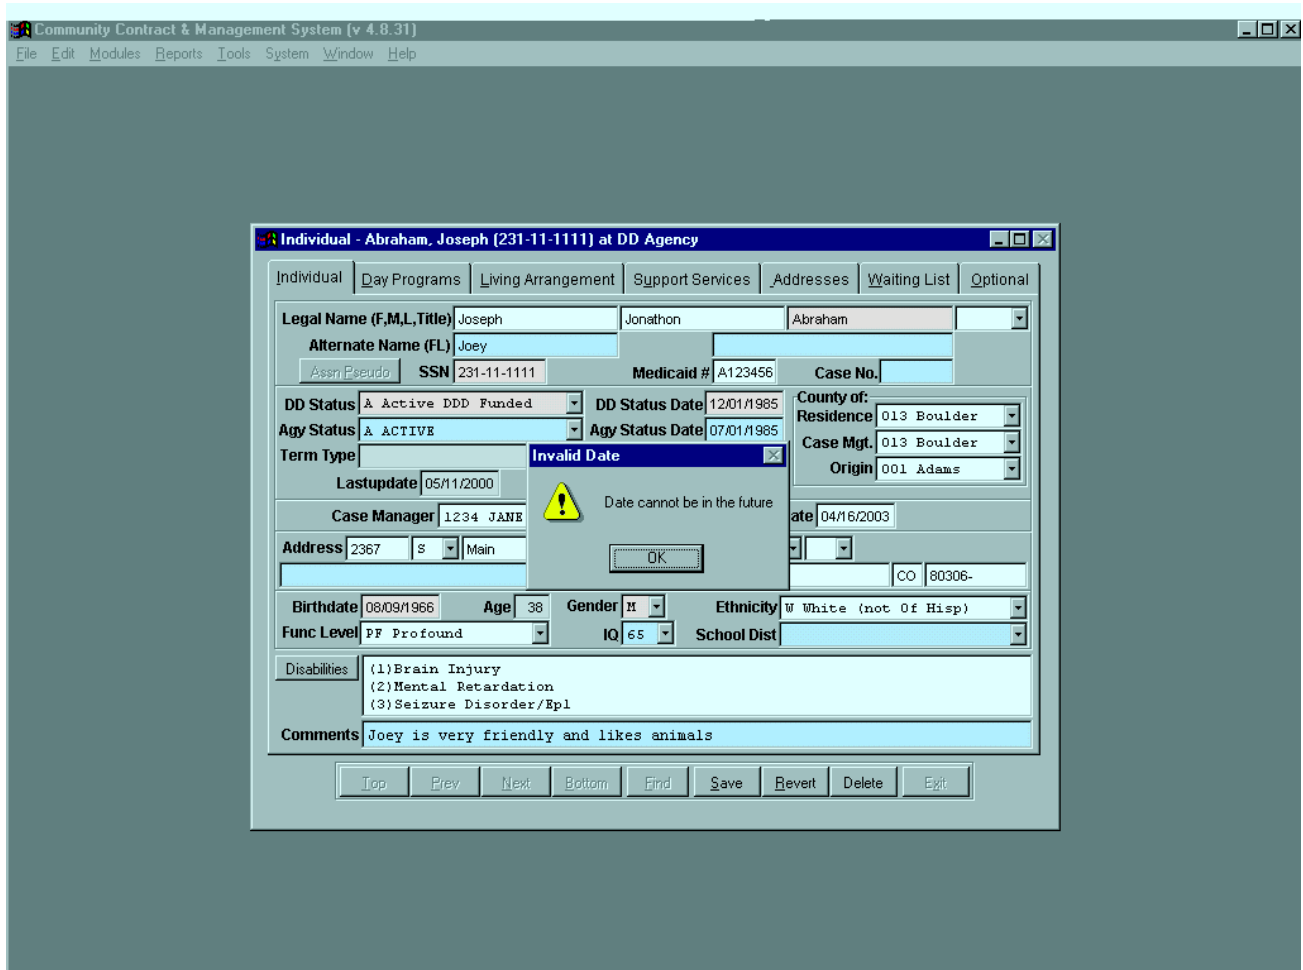 Community Contract & Management System (v 4.8.31)
File Edit Modules Reports Tools System Window Help
Individual - Abraham, Joseph (231-11-1111) at DD Agency
Individual Day Programs Living Arrangement Support Services Addresses Waiting List Optional
Legal Name (F,M,L,Title) Joseph Jonathon Abraham
Alternate Name (FL) Joey
Assn Pseudo SSN 231-11-1111 Medicaid # A123456 Case No.
DD Status A Active DDD Funded DD Status Date 12/01/1985 County of:
Residence 013 Boulder
Agy Status A ACTIVE Agy Status Date 07/01/1985
Case Mgt. 013 Boulder
Term Type Invalid Date
Origin 001 Adams
Lastupdate 05/11/2000
Date cannot be in the future
Case Manager 1234 JANE ate 04/16/2003
Address 2367 S Main
OK
CO 80306-
Birthdate 08/09/1966 Age 38 Gender M Ethnicity W White (not Of Hisp)
Func Level PF Profound IQ 65 School Dist
Disabilities (1)Brain Injury
(2)Mental Retardation
(3)Seizure Disorder/Epl
Comments Joey is very friendly and likes animals
Top Prev Next Bottom Find Save Revert Delete Exit